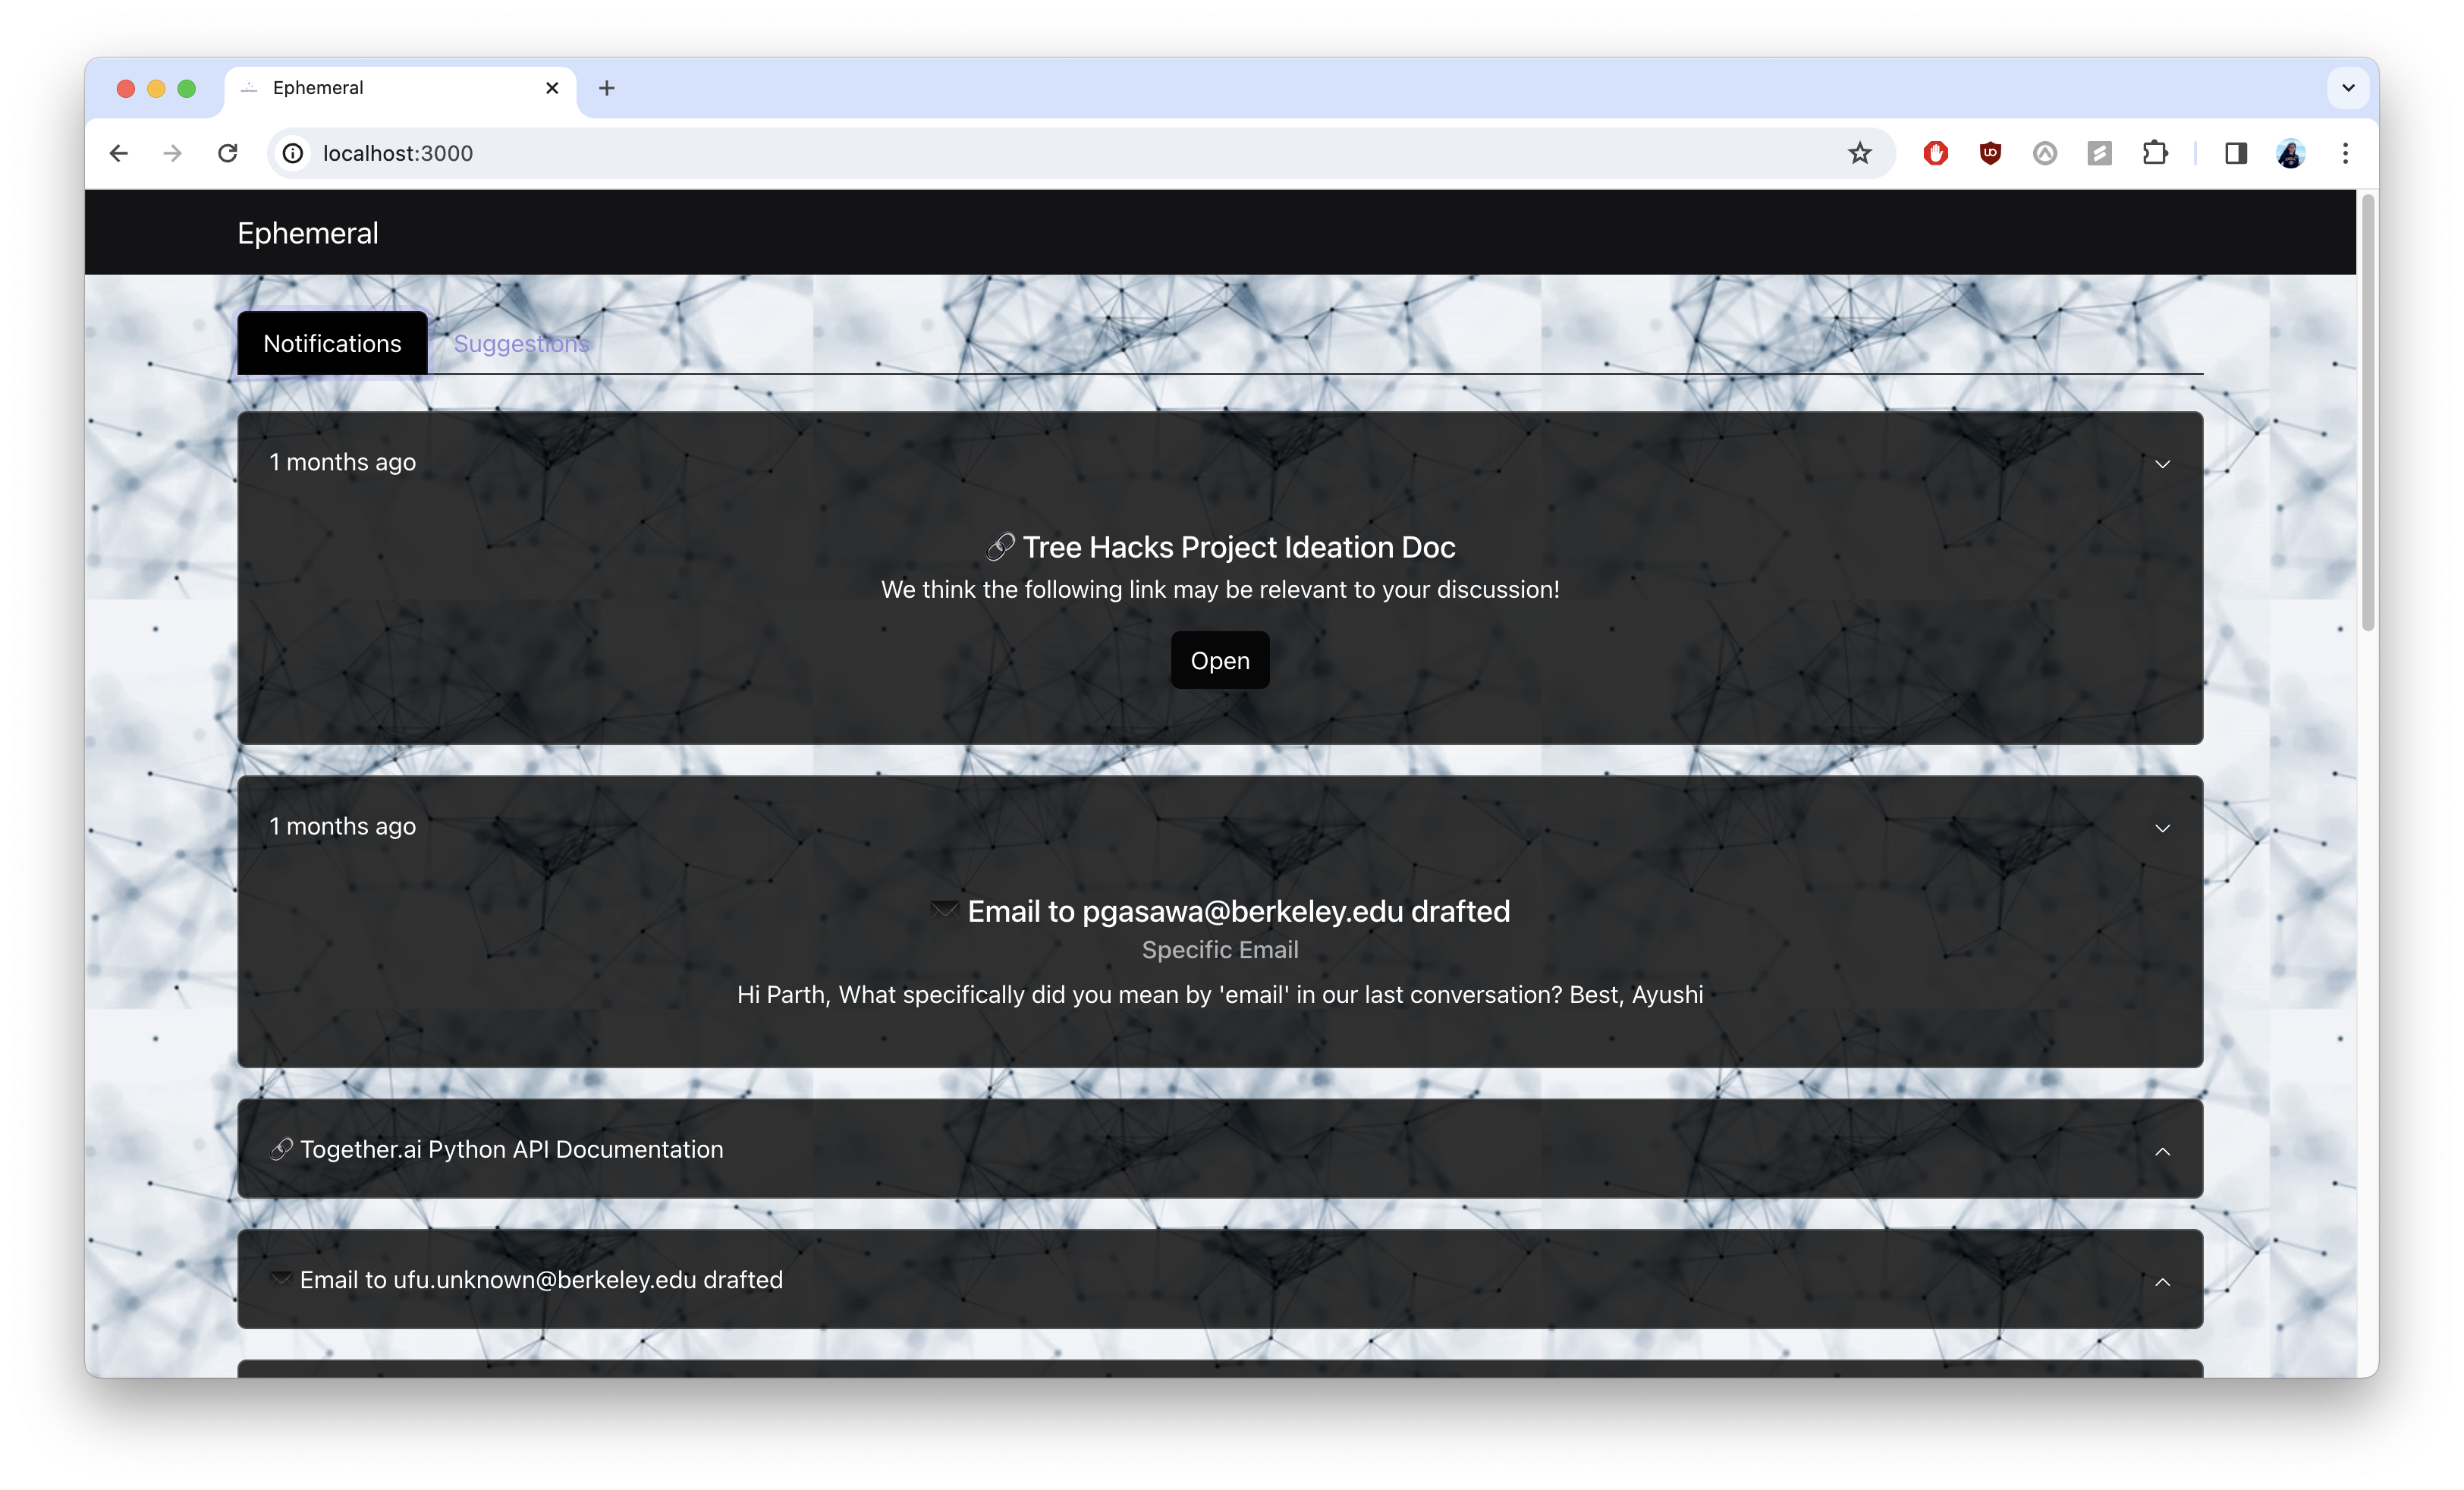 Ephemeral
localhost:3000
Ephemeral
Notifications Suggestions
1 months ago
🔗 Tree Hacks Project Ideation Doc
We think the following link may be relevant to your discussion!
Open
1 months ago
Email to pgasawa@berkeley.edu drafted
Specific Email
Hi Parth, What specifically did you mean by 'email' in our last conversation? Best, Ayushi
🔗 Together.ai Python API Documentation
Email to ufu.unknown@berkeley.edu drafted